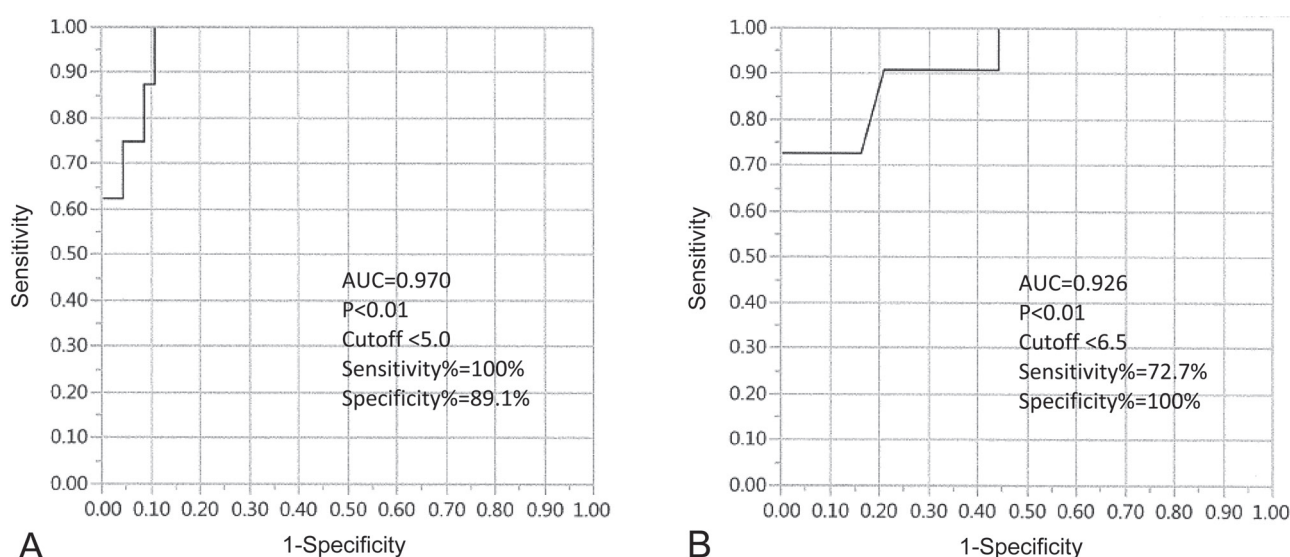 1.00
0.90
0.80
0.70
0.60
0.50
0.40
0.30
0.20
0.10
0.00
Sensitivity
AUC=0.970
P<0.01
Cutoff <5.0
Sensitivity%=100%
Specificity%=89.1%
0.00 0.10 0.20 0.30 0.40 0.50 0.60 0.70 0.80 0.90 1.00
1-Specificity
A
1.00
0.90
0.80
0.70
0.60
0.50
0.40
0.30
0.20
0.10
0.00
Sensitivity
AUC=0.926
P<0.01
Cutoff <6.5
Sensitivity%=72.7%
Specificity%=100%
0.00 0.10 0.20 0.30 0.40 0.50 0.60 0.70 0.80 0.90 1.00
1-Specificity
B